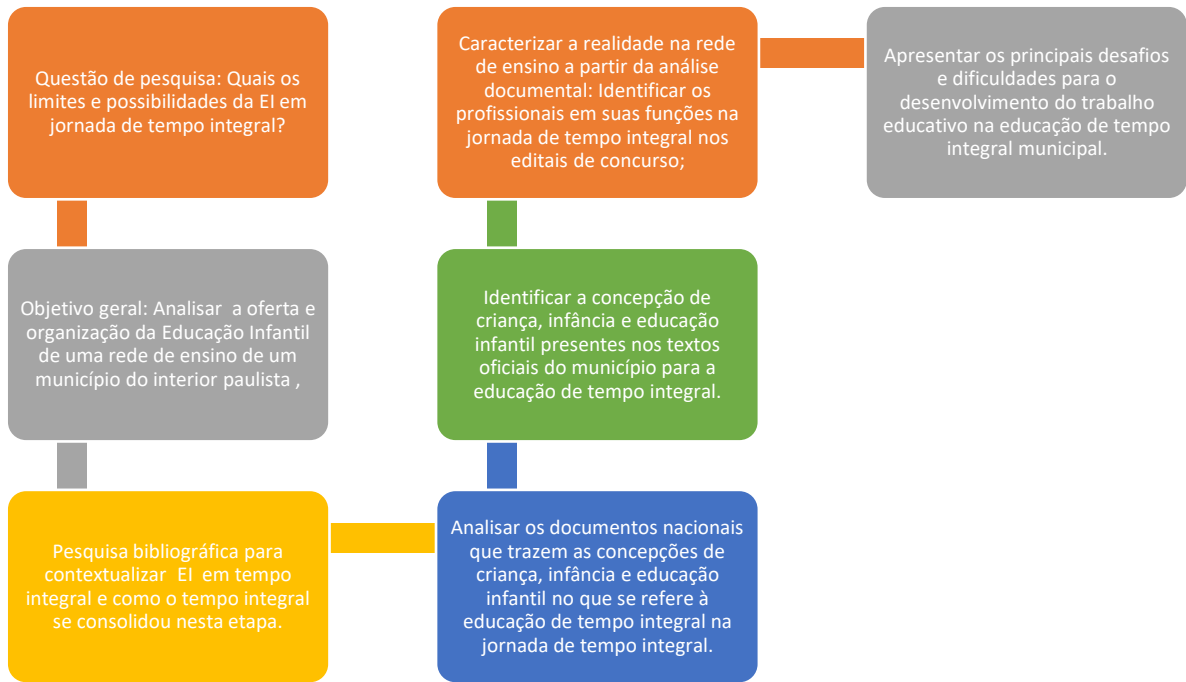 Questão de pesquisa: Quais os
limites e possibilidades da EI em
jornada de tempo integral?
Objetivo geral: Analisar a oferta e
organização da Educação Infantil
de uma rede de ensino de um
município do interior paulista ,
Pesquisa bibliográfica para
contextualizar EI em tempo
integral e como o tempo integral
se consolidou nesta etapa.
Analisar os documentos nacionais
que trazem as concepções de
criança, infância e educação
infantil no que se refere à
educação de tempo integral na
jornada de tempo integral.
Identificar a concepção de
criança, infância e educação
infantil presentes nos textos
oficiais do município para a
educação de tempo integral.
Caracterizar a realidade na rede
de ensino a partir da análise
documental: Identificar os
profissionais em suas funções na
jornada de tempo integral nos
editais de concurso;
Apresentar os principais desafios
e dificuldades para o
desenvolvimento do trabalho
educativo na educação de tempo
integral municipal.